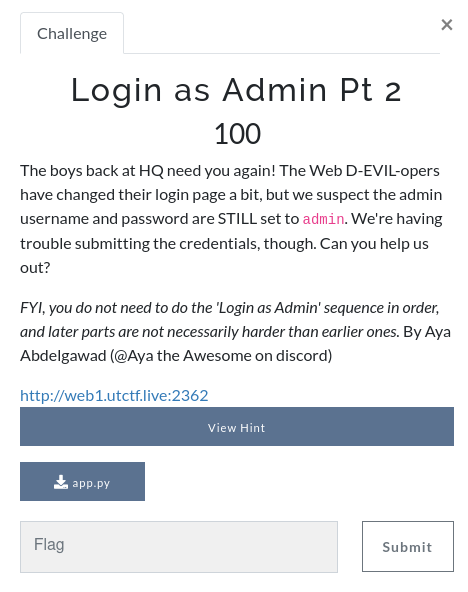 Challenge
×
Login as Admin Pt 2
100
The boys back at HQ need you again! The Web D-EVIL-opers
have changed their login page a bit, but we suspect the admin
username and password are STILL set to admin. We're having
trouble submitting the credentials, though. Can you help us
out?
FYI, you do not need to do the 'Login as Admin' sequence in order,
and later parts are not necessarily harder than earlier ones. By Aya
Abdelgawad (@Aya the Awesome on discord)
http://web1.utctf.live:2362
View Hint
app.py
Flag
Submit